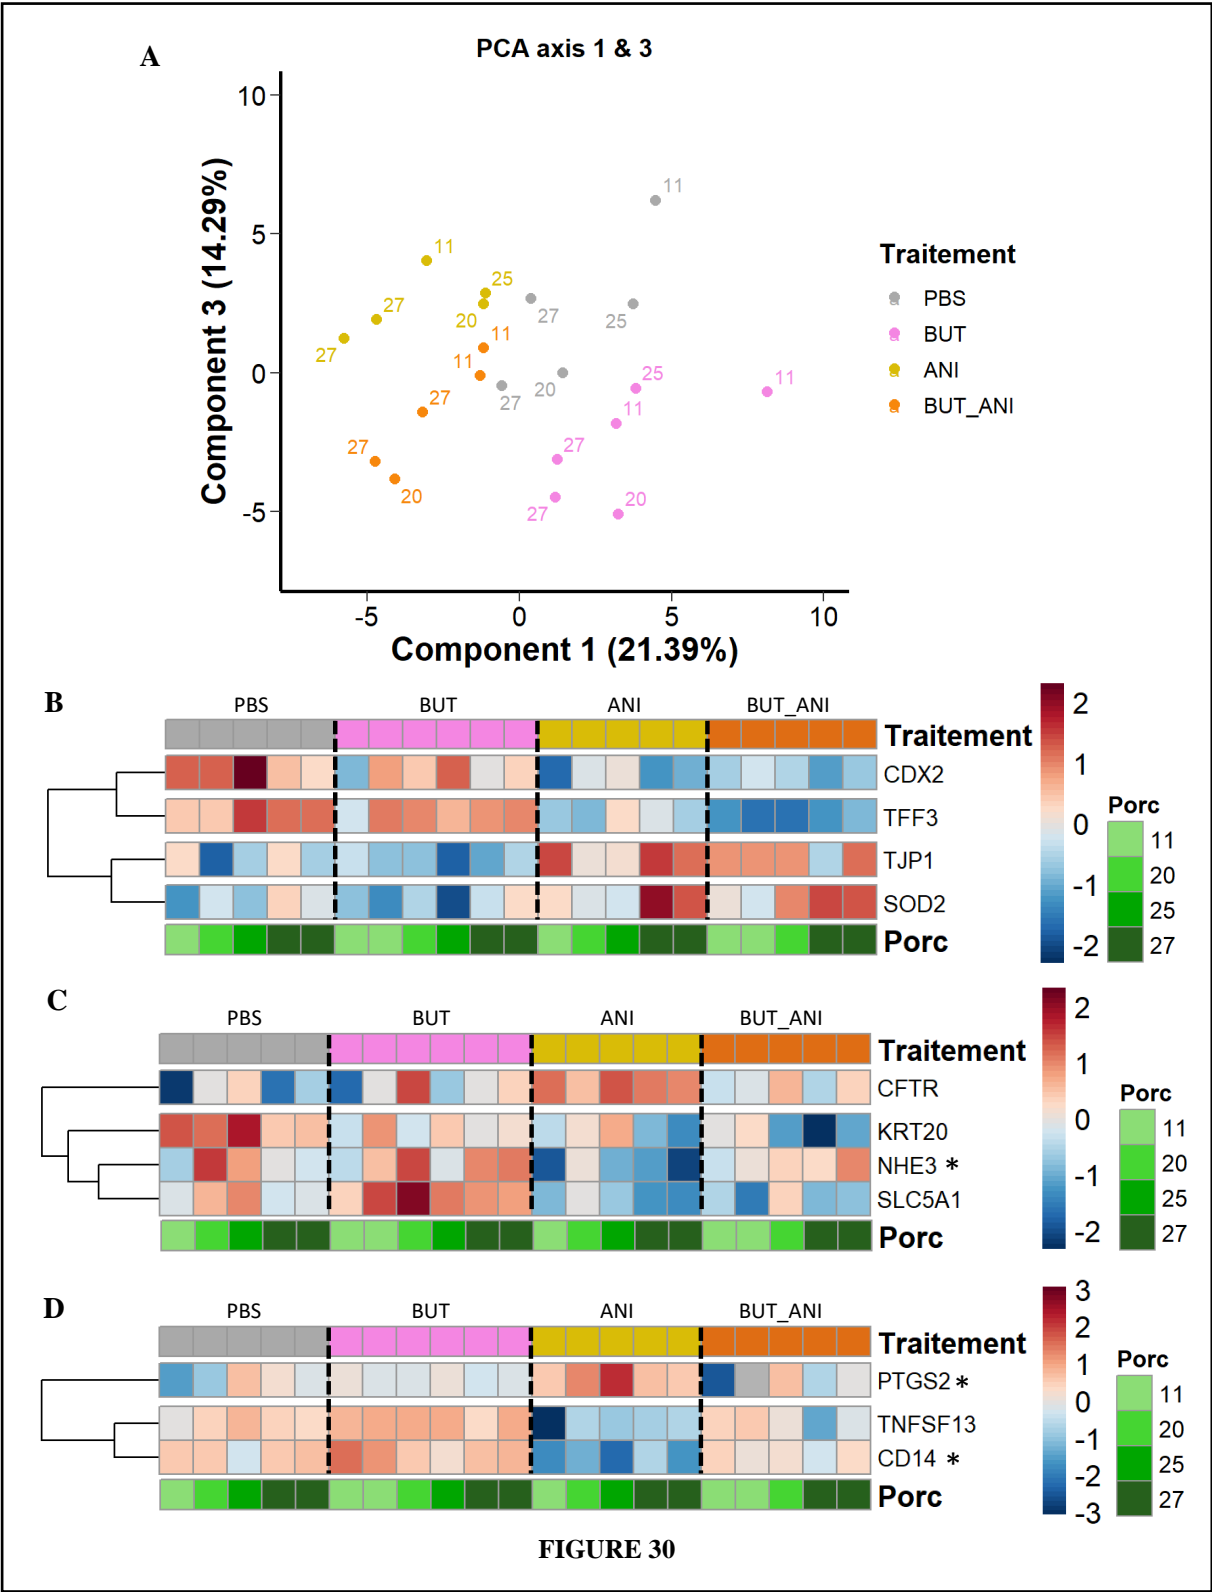 A
PCA axis 1 & 3
Component 3 (14.29%)
10
5
0
-5
11
11
25
27
20
27
25
27
11
11
20
27
25
11
27
11
27
27
20
27
27
20
-5
0
5
10
Component 1 (21.39%)
Traitement
a PBS
a BUT
a ANI
a BUT_ANI
B
PBS BUT ANI BUT_ANI
Traitement
CDX2
TFF3
TJP1
SOD2
Porc
2
1
0
-1
-2
Porc
11
20
25
27
C
PBS BUT ANI BUT_ANI
Traitement
CFTR
KRT20
NHE3 *
SLC5A1
Porc
2
1
0
-1
-2
Porc
11
20
25
27
D
PBS BUT ANI BUT_ANI
Traitement
PTGS2 *
TNFSF13
CD14 *
Porc
3
2
1
0
-1
-2
-3
Porc
11
20
25
27
FIGURE 30